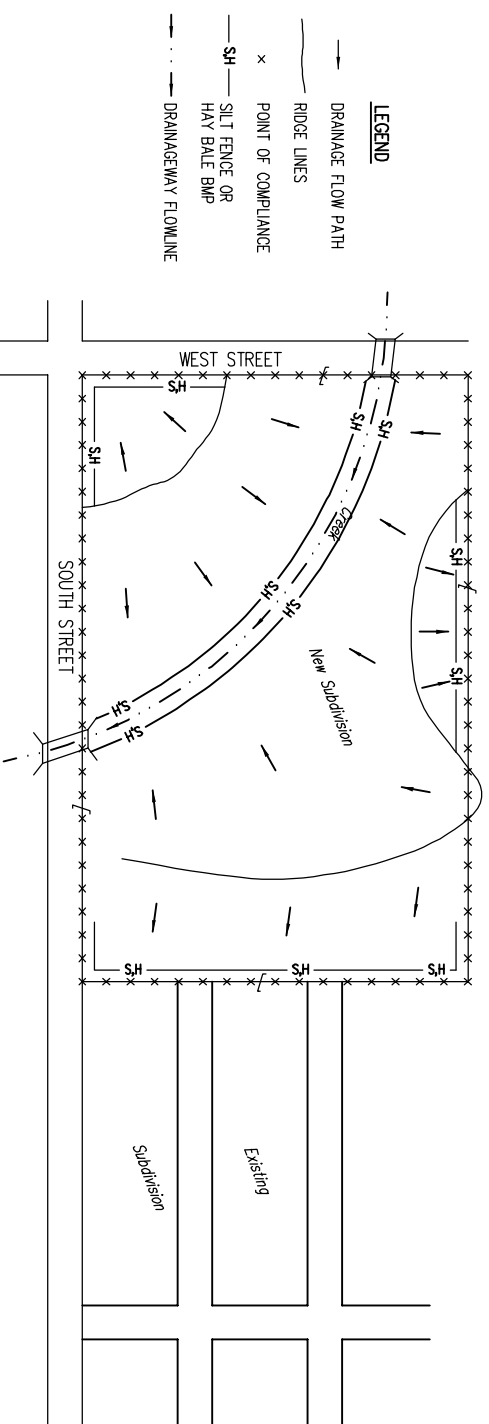 LEGEND
DRAINAGE FLOW PATH
RIDGE LINES
× POINT OF COMPLIANCE
S,H SILT FENCE OR
HAY BALE BMP
DRAINAGEWAY FLOWLINE
WEST STREET
S,H
S,H
S,H
S,H
Creek
S,H
S,H
S,H
S,H
New Subdivision
SOUTH STREET
S,H
S,H
S,H
S,H
S,H
Existing
Subdivision